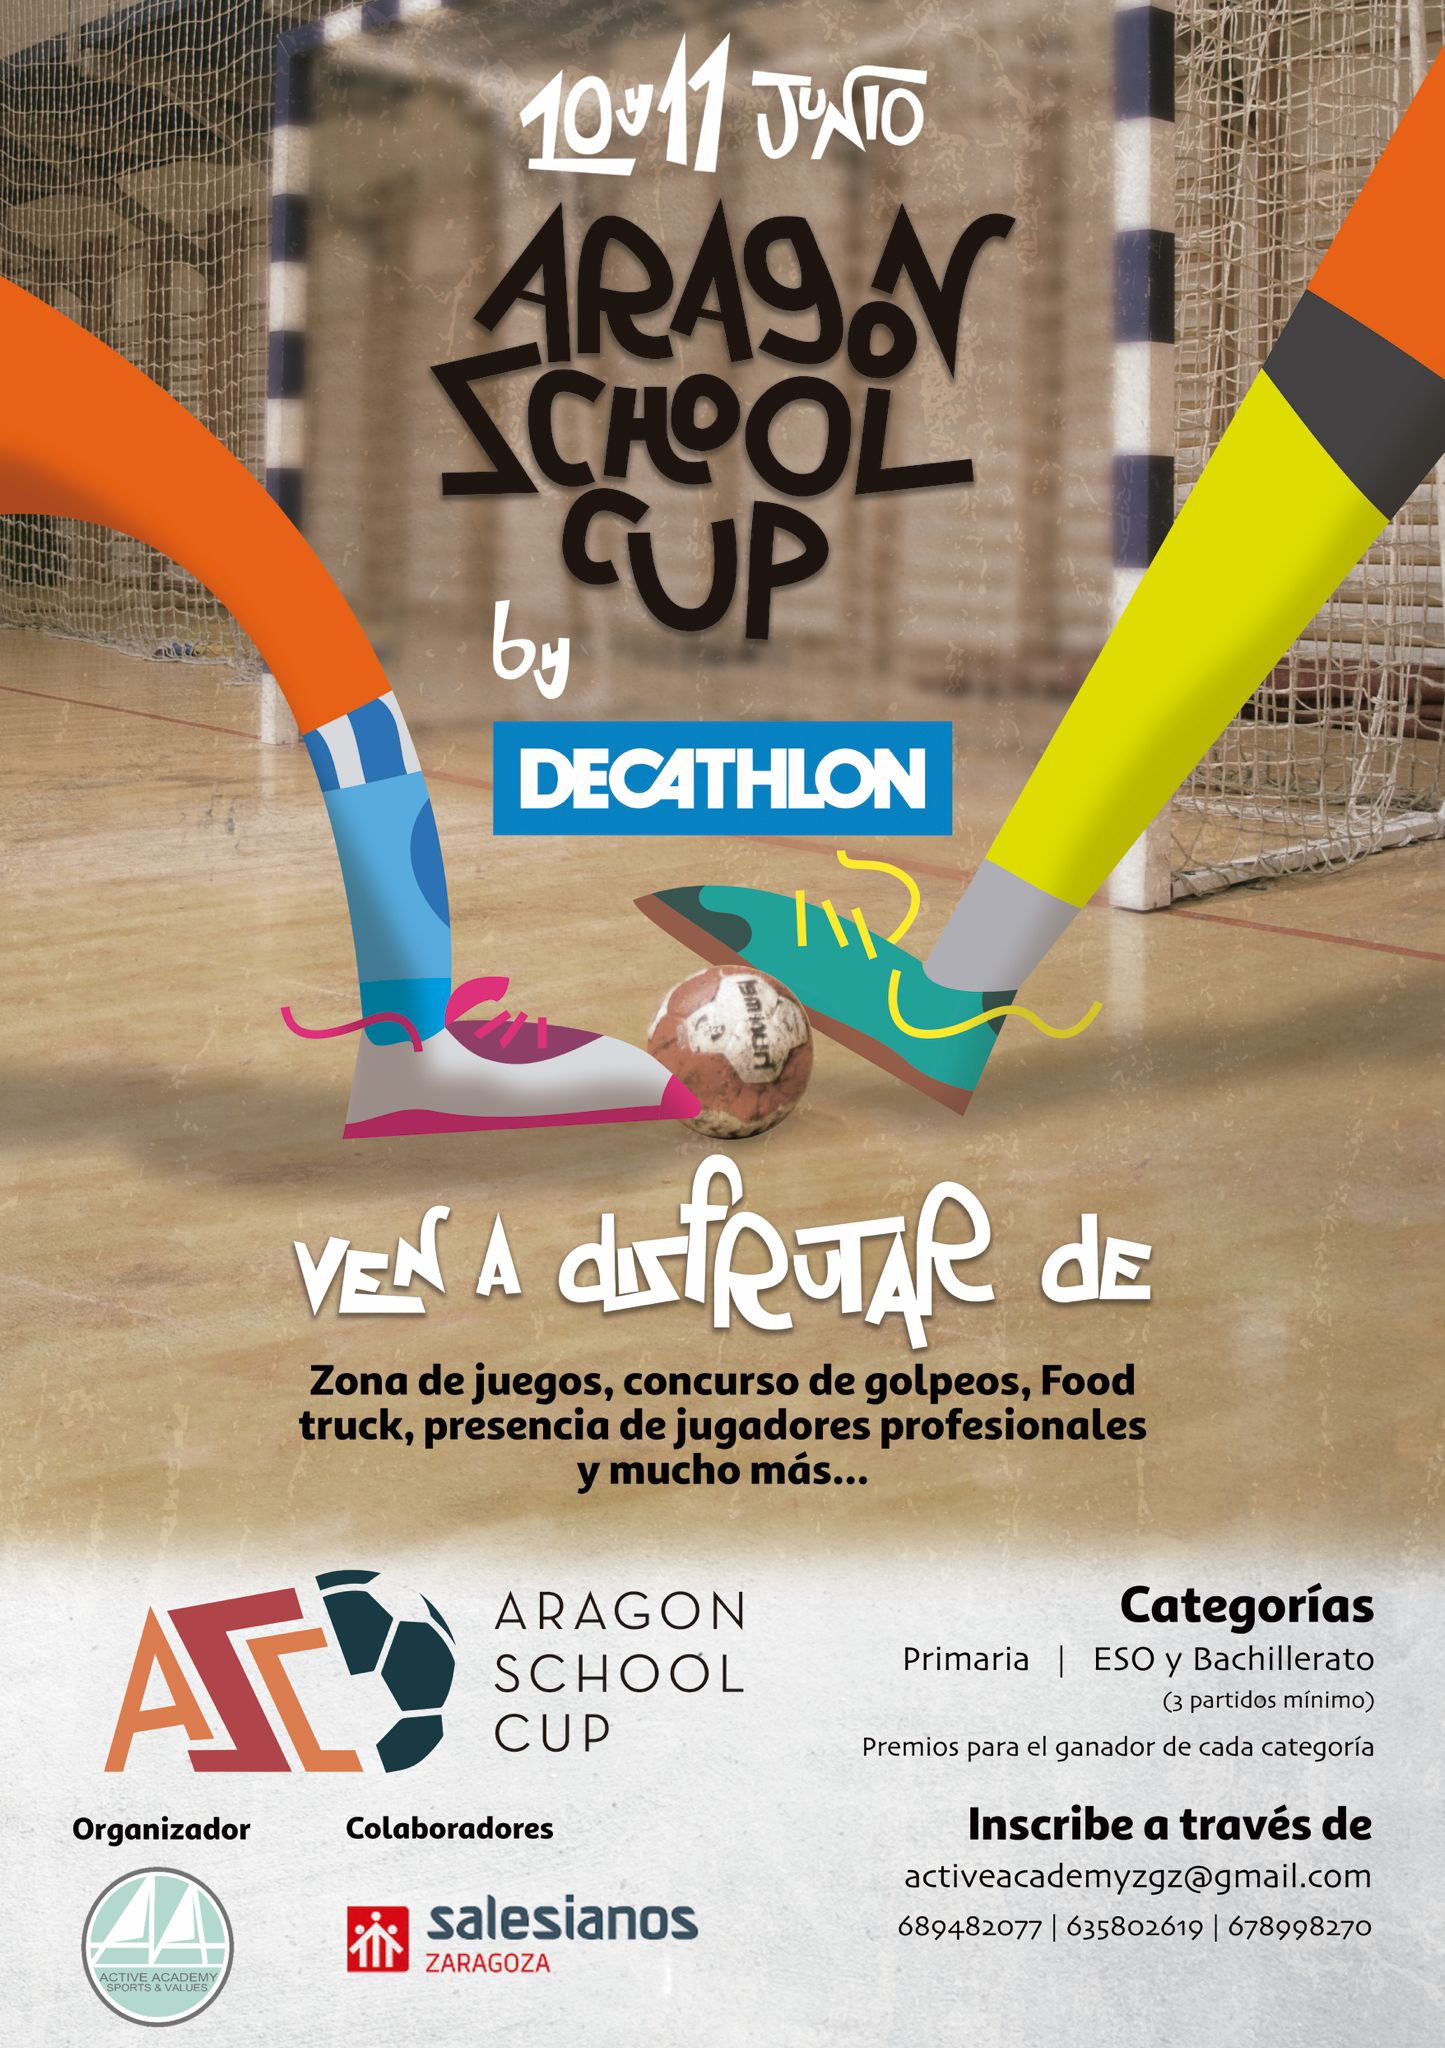 10 y 11 JUNIO
ARAGON
SCHOOL
CUP
by
DECATHLON
VEN A disfRUTAR dE
Zona de juegos, concurso de golpeos, Food
truck, presencia de jugadores profesionales
y mucho más...
ASC
ARAGON
SCHOOL
CUP
Categorías
Primaria | ESO y Bachillerato
(3 partidos mínimo)
Premios para el ganador de cada categoría
Organizador
Colaboradores
ACTIVE ACADEMY
SPORTS & VALUES
salesianos
ZARAGOZA
Inscribe a través de
activeacademyzgz@gmail.com
689482077 | 635802619 | 678998270